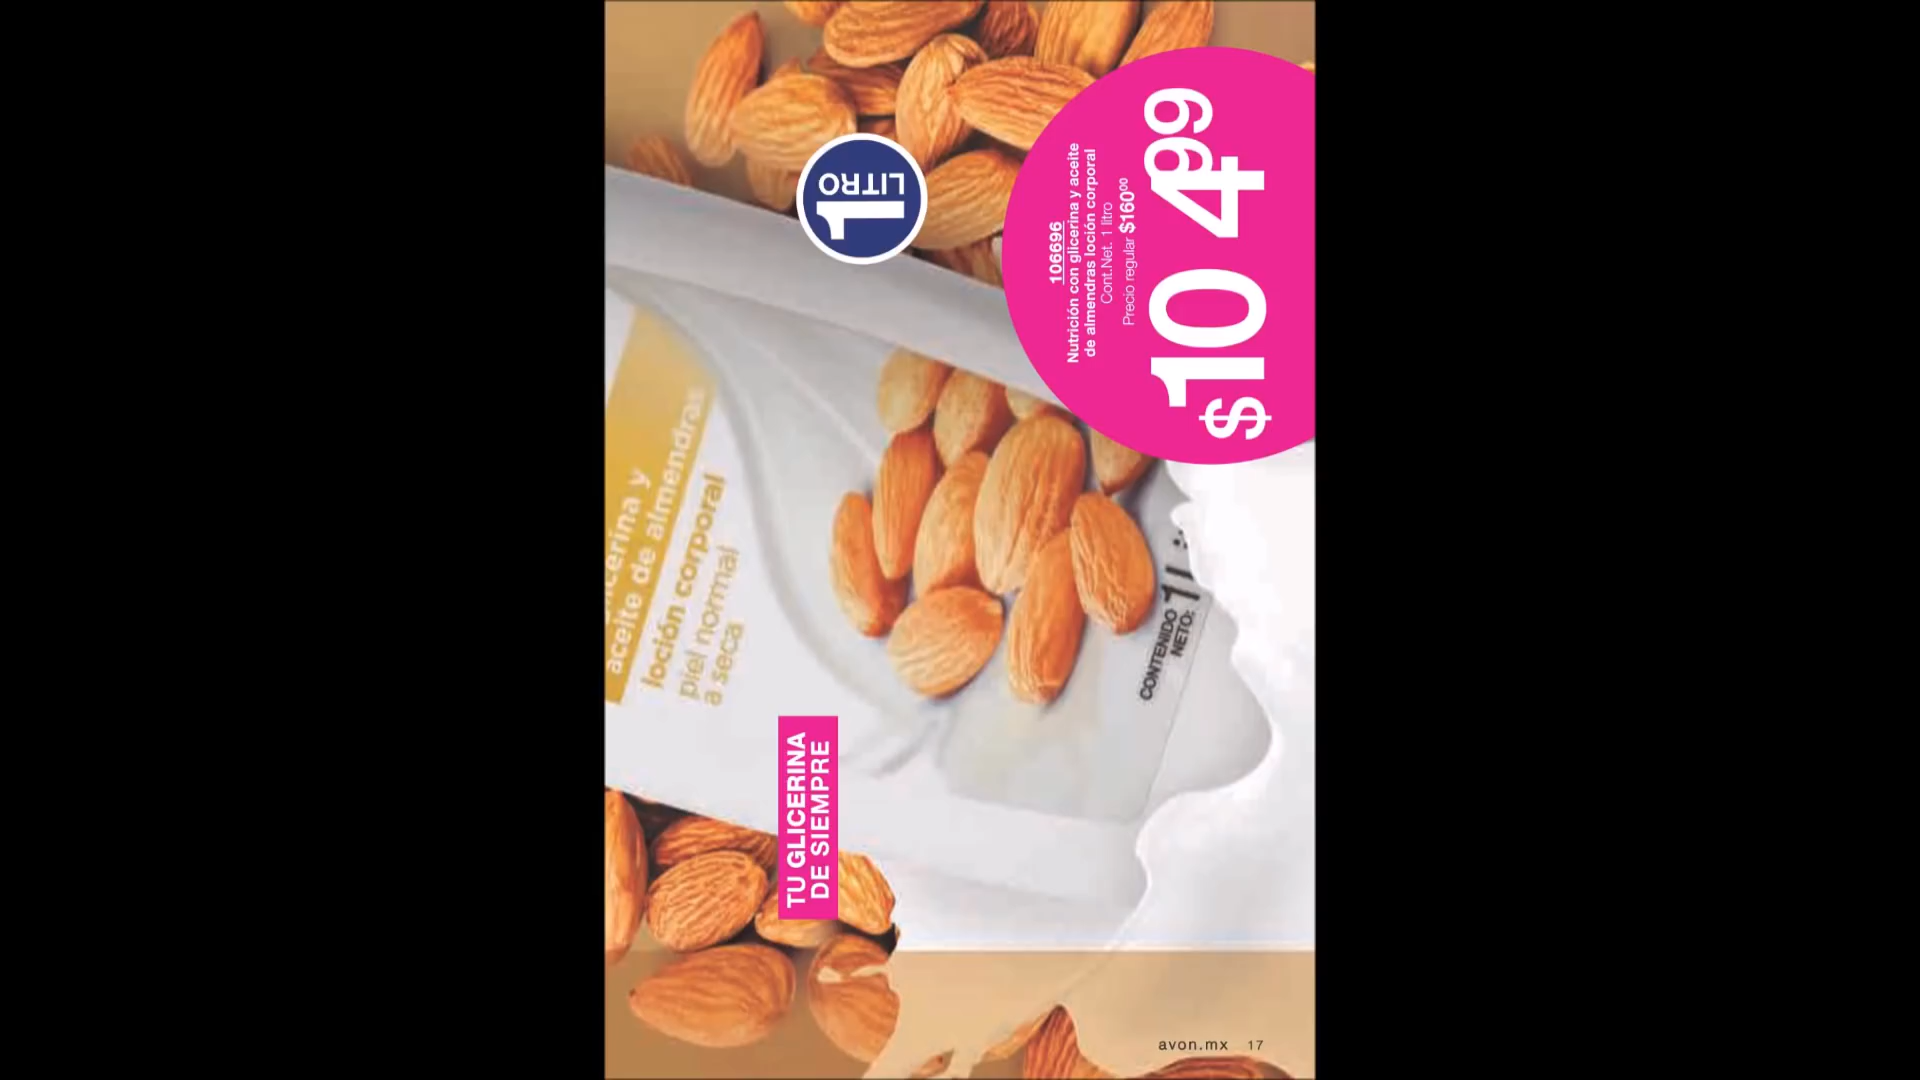 1
LITRO
106696
Nutrición con glicerina y aceite
de almendras loción corporal
Cont.Net. 1 litro
Precio regular $160⁰⁰
$104⁹⁹
aceite de almendras
loción corporal
piel normal
a seca
CONTENIDO
NETO:
TU GLICERINA
DE SIEMPRE
avon.mx 17